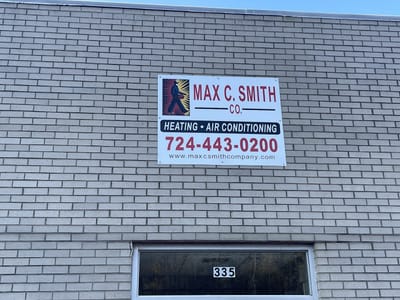 MAX C. SMITH
CO.
HEATING • AIR CONDITIONING
724-443-0200
www.maxcsmithcompany.com
335